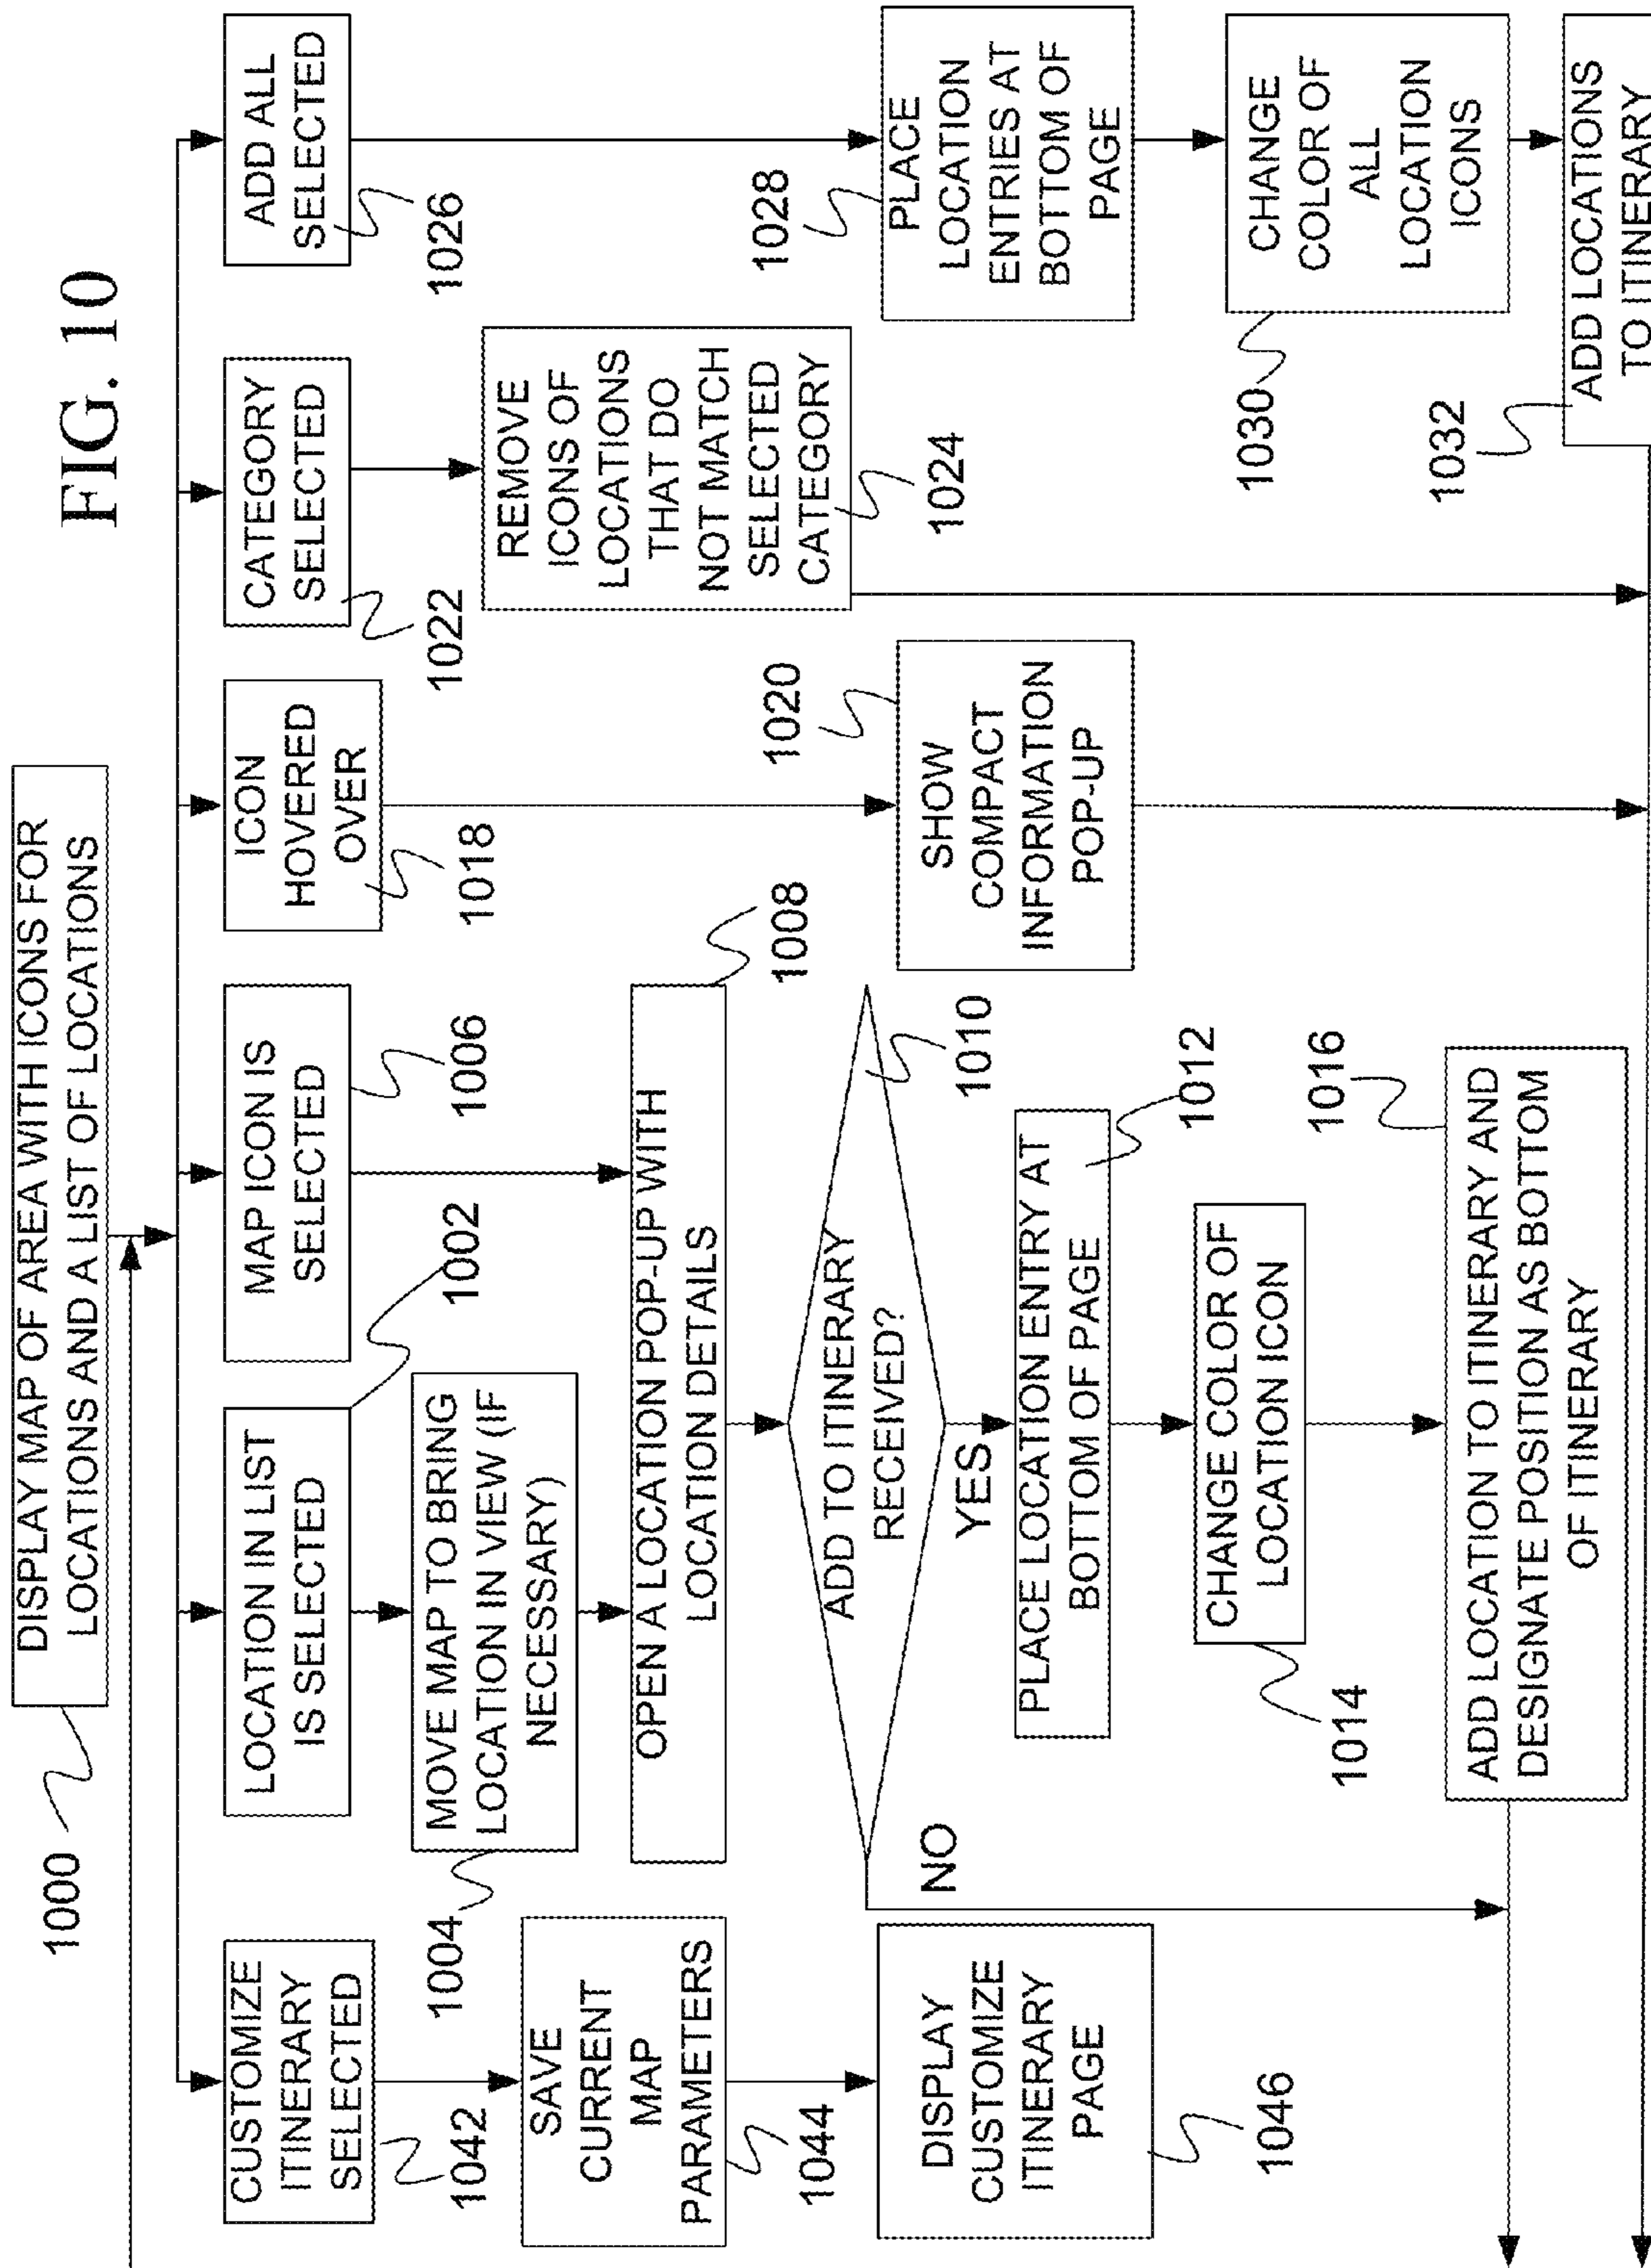 FIG. 10
1000
DISPLAY MAP OF AREA WITH ICONS FOR
LOCATIONS AND A LIST OF LOCATIONS
CUSTOMIZE
ITINERARY
SELECTED
1042
SAVE
CURRENT
MAP
PARAMETERS
1044
DISPLAY
CUSTOMIZE
ITINERARY
PAGE
1046
LOCATION IN LIST
IS SELECTED
1002
MOVE MAP TO BRING
LOCATION IN VIEW (IF
NECESSARY)
1004
MAP ICON IS
SELECTED
1006
OPEN A LOCATION POP-UP WITH
LOCATION DETAILS
1008
ADD TO ITINERARY
RECEIVED?
1010
NO
YES
PLACE LOCATION ENTRY AT
BOTTOM OF PAGE
1012
CHANGE COLOR OF
LOCATION ICON
1014
ADD LOCATION TO ITINERARY AND
DESIGNATE POSITION AS BOTTOM
OF ITINERARY
1016
ICON
HOVERED
OVER
1018
SHOW
COMPACT
INFORMATION
POP-UP
1020
CATEGORY
SELECTED
1022
REMOVE
ICONS OF
LOCATIONS
THAT DO
NOT MATCH
SELECTED
CATEGORY
1024
ADD ALL
SELECTED
1026
PLACE
LOCATION
ENTRIES AT
BOTTOM OF
PAGE
1028
CHANGE
COLOR OF
ALL
LOCATION
ICONS
1030
ADD LOCATIONS
TO ITINERARY
1032